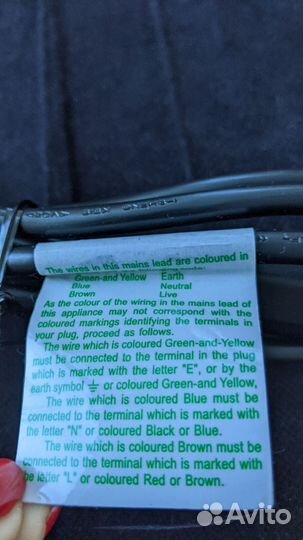 The wires in this mains lead are coloured in
Green-and Yellow Earth
Blue Neutral
Brown Live
As the colour of the wiring in the mains lead of
this appliance may not correspond with the
coloured markings identifying the terminals in
your plug, proceed as follows.
The wire which is coloured Green-and-Yellow
must be connected to the terminal in the plug
which is marked with the letter "E", or by the
earth symbol ⏚ or coloured Green-and Yellow,
The wire which is coloured Blue must be
connected to the terminal which is marked with
the letter "N" or coloured Black or Blue.
The wire which is coloured Brown must be
connected to the terminal which is marked with
the letter "L" or coloured Red or Brown.
Avito